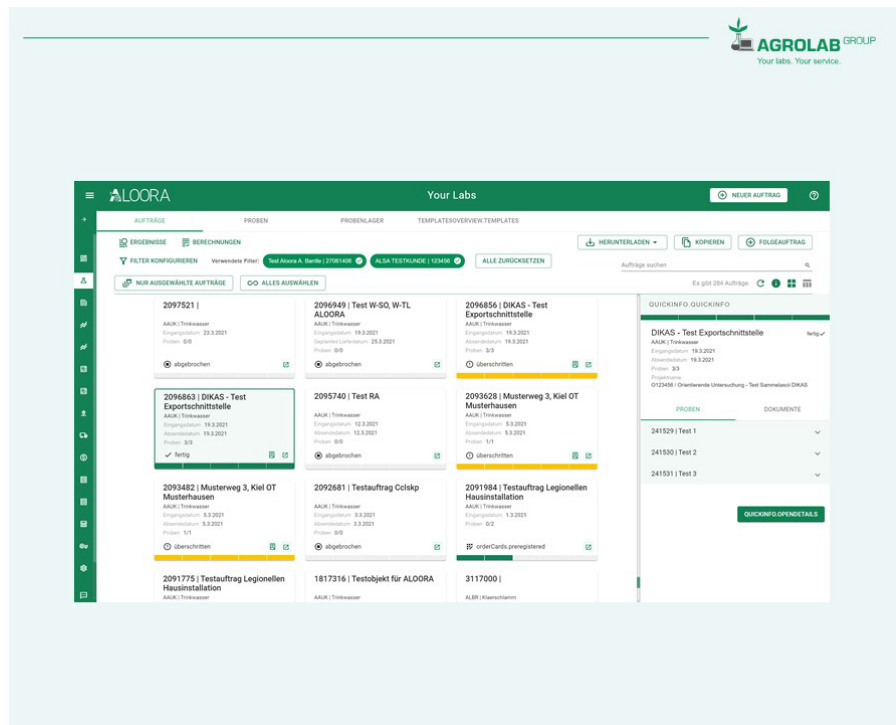 AGROLAB GROUP
Your labs. Your service.
ALOORA
Your Labs
NEUER AUFTRAG
AUFTRÄGE
PROBEN
PROBENLAGER
TEMPLATESOVERVIEW.TEMPLATES
ERGEBNISSE
BERECHNUNGEN
HERUNTERLADEN
KOPIEREN
FOLGEAUFTRAG
FILTER KONFIGURIEREN
Verwendete Filter:
Test Aloora A. Bardle | 27061408
ALSA TESTKUNDE | 123456
ALLE ZURÜCKSETZEN
Aufträge suchen
NUR AUSGEWÄHLTE AUFTRÄGE
ALLES AUSWÄHLEN
Es gibt 284 Aufträge.
2097521 |
AAUK | Trinkwasser
Eingangsdatum 23.3.2021
Proben 0/0
abgebrochen
2096949 | Test W-SO, W-TL
ALOORA
AAUK | Trinkwasser
Eingangsdatum 19.3.2021
Geplantes Lieferdatum 25.3.2021
Proben 0/0
abgebrochen
2096856 | DIKAS - Test
Exportschnittstelle
AAUK | Trinkwasser
Eingangsdatum 19.3.2021
Absendedatum 19.3.2021
Proben 3/3
überschritten
2096863 | DIKAS - Test
Exportschnittstelle
AAUK | Trinkwasser
Eingangsdatum 19.3.2021
Absendedatum 19.3.2021
Proben 3/3
fertig
2095740 | Test RA
AAUK | Trinkwasser
Eingangsdatum 12.3.2021
Absendedatum 12.3.2021
Proben 0/0
abgebrochen
2093628 | Musterweg 3, Kiel OT
Musterhausen
AAUK | Trinkwasser
Eingangsdatum 5.3.2021
Absendedatum 5.3.2021
Proben 1/1
überschritten
2093482 | Musterweg 3, Kiel OT
Musterhausen
AAUK | Trinkwasser
Eingangsdatum 5.3.2021
Absendedatum 5.3.2021
Proben 1/1
überschritten
2092681 | Testauftrag Cclskp
AAUK | Trinkwasser
Eingangsdatum 3.3.2021
Absendedatum 3.3.2021
Proben 0/0
abgebrochen
2091984 | Testauftrag Legionellen
Hausinstallation
AAUK | Trinkwasser
Eingangsdatum 1.3.2021
Proben 0/2
orderCards.preregistered
2091775 | Testauftrag Legionellen
Hausinstallation
AAUK | Trinkwasser
1817316 | Testobjekt für ALOORA
AAUK | Trinkwasser
3117000 |
ALBR | Klaerschlamm
QUICKINFO.QUICKINFO
DIKAS - Test Exportschnittstelle
fertig
AAUK | Trinkwasser
Eingangsdatum 19.3.2021
Absendedatum 19.3.2021
Proben 3/3
Projektname
O123456 | Orientierende Untersuchung - Test Sammelasol DIKAS
PROBEN
DOKUMENTE
241529 | Test 1
241530 | Test 2
241531 | Test 3
QUICKINFO.OPENDETAILS